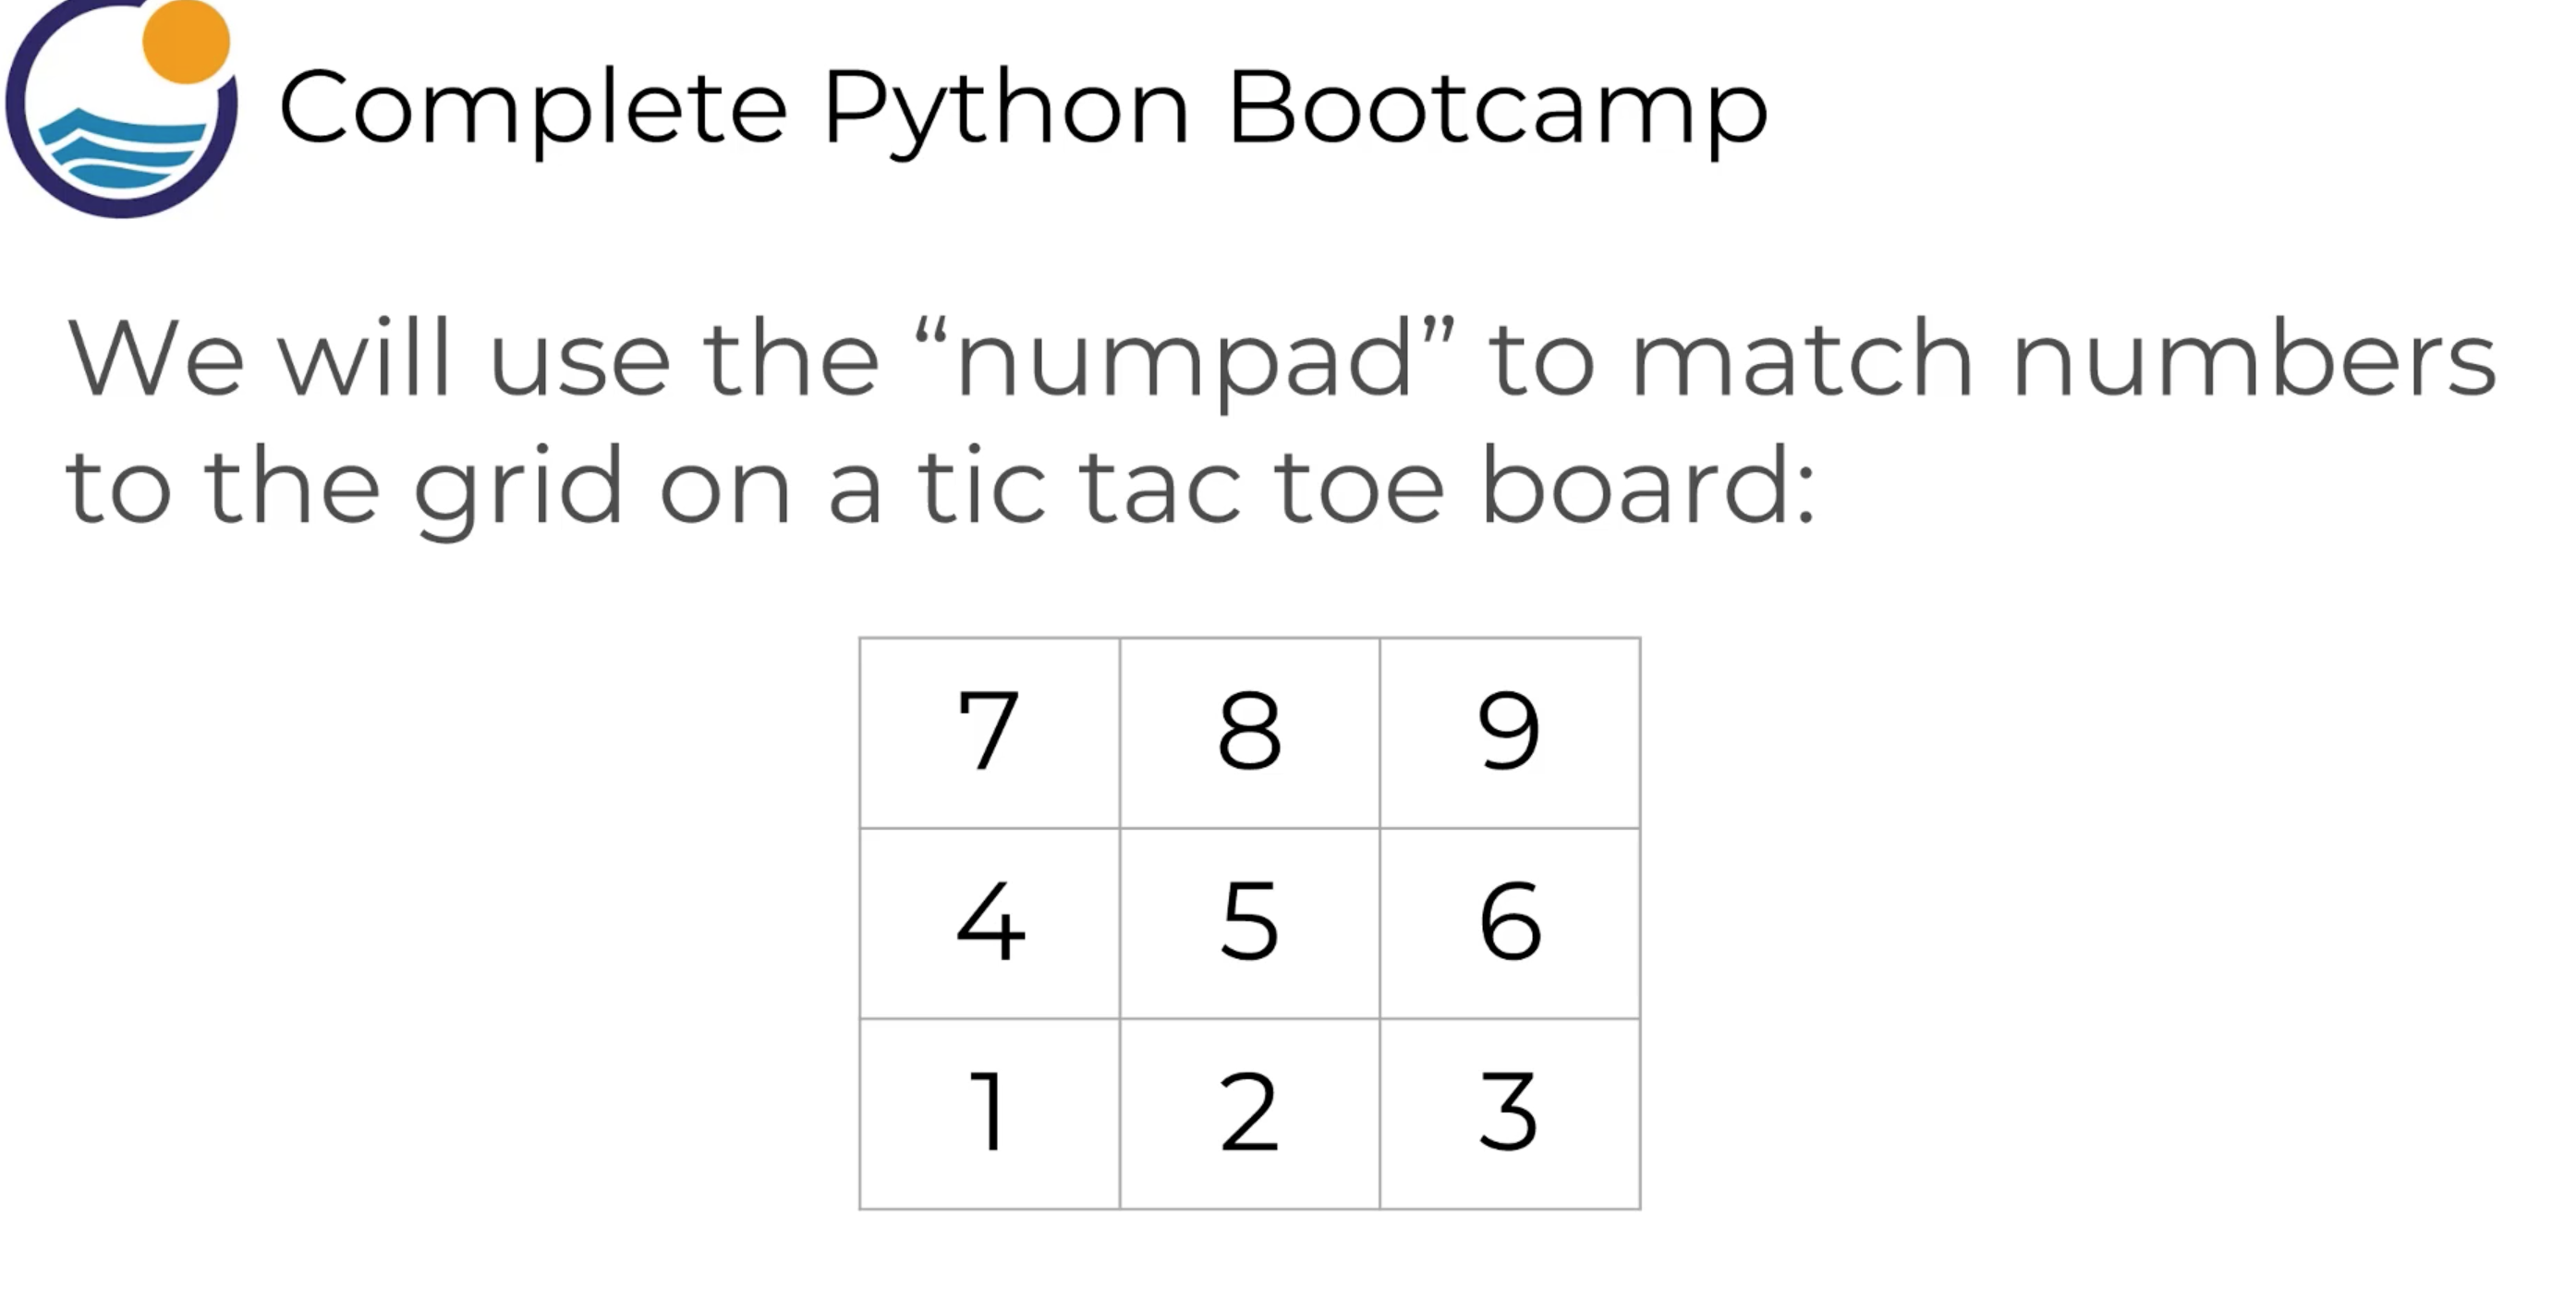 Complete Python Bootcamp
We will use the “numpad” to match numbers
to the grid on a tic tac toe board:
7 8 9
4 5 6
1 2 3